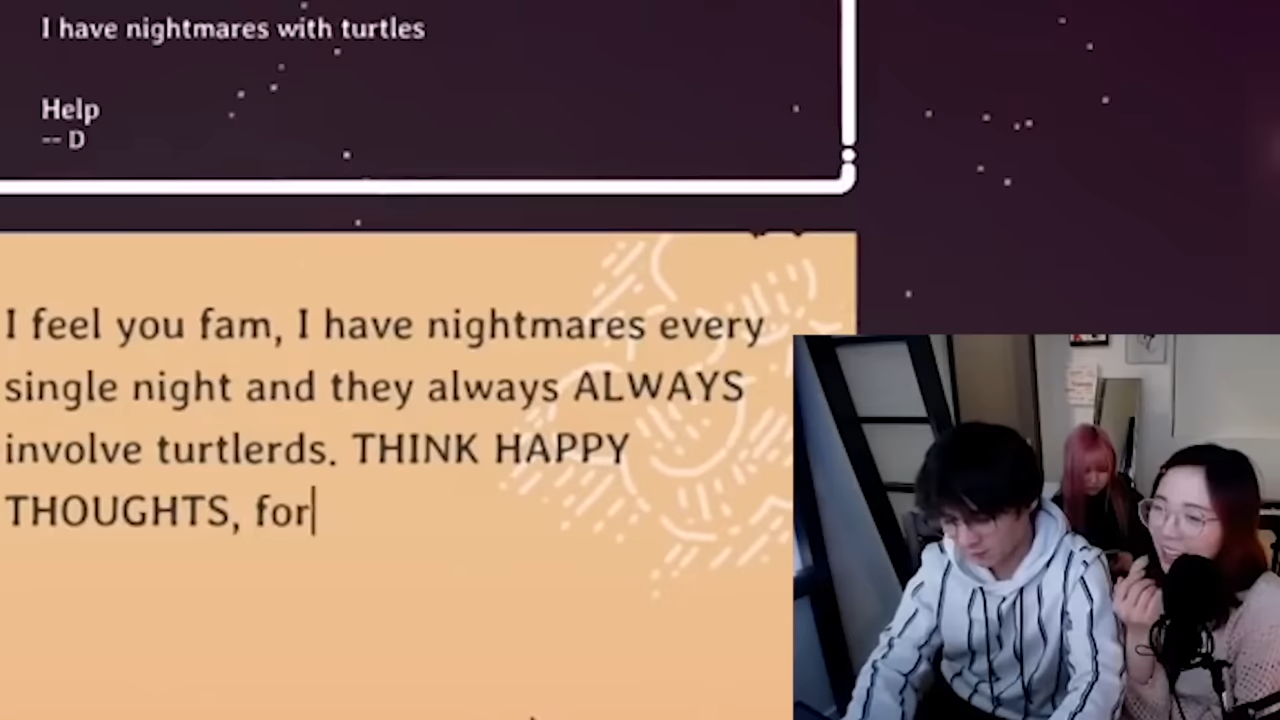 I have nightmares with turtles
Help
-- D
I feel you fam, I have nightmares every
single night and they always ALWAYS
involve turtlerds. THINK HAPPY
THOUGHTS, for